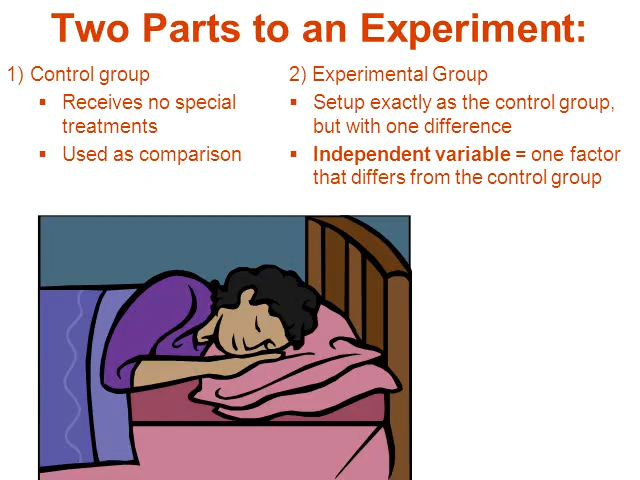 Two Parts to an Experiment:
1) Control group
▪ Receives no special
treatments
▪ Used as comparison
2) Experimental Group
▪ Setup exactly as the control group,
but with one difference
▪ Independent variable = one factor
that differs from the control group